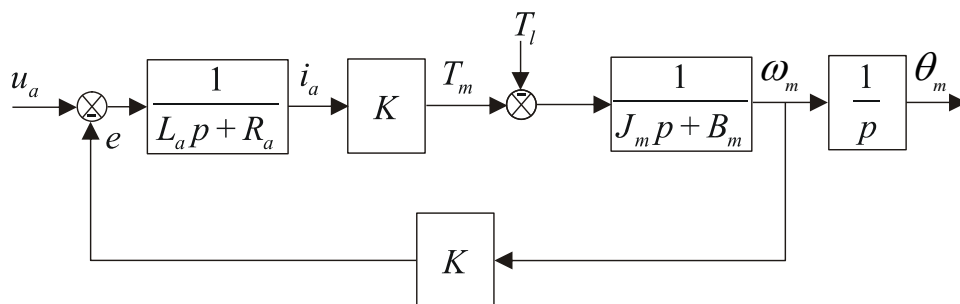 T_l
u_a
1
L_a p + R_a
i_a
K
T_m
1
J_m p + B_m
ω_m
1
p
θ_m
e
K